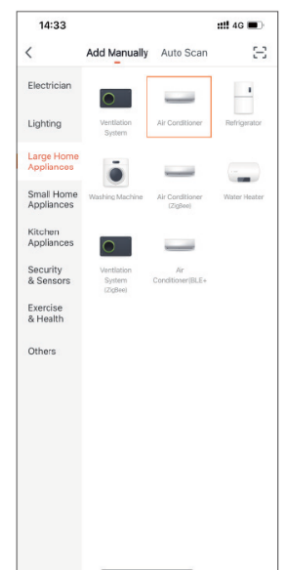 14:33
4G
Add Manually
Auto Scan
Electrician
Lighting
Large Home
Appliances
Small Home
Appliances
Kitchen
Appliances
Security
& Sensors
Exercise
& Health
Others
Ventilation
System
Air Conditioner
Refrigerator
Washing Machine
Air Conditioner
(ZigBee)
Water Heater
Ventilation
System
(ZigBee)
Air
Conditioner(BLE+